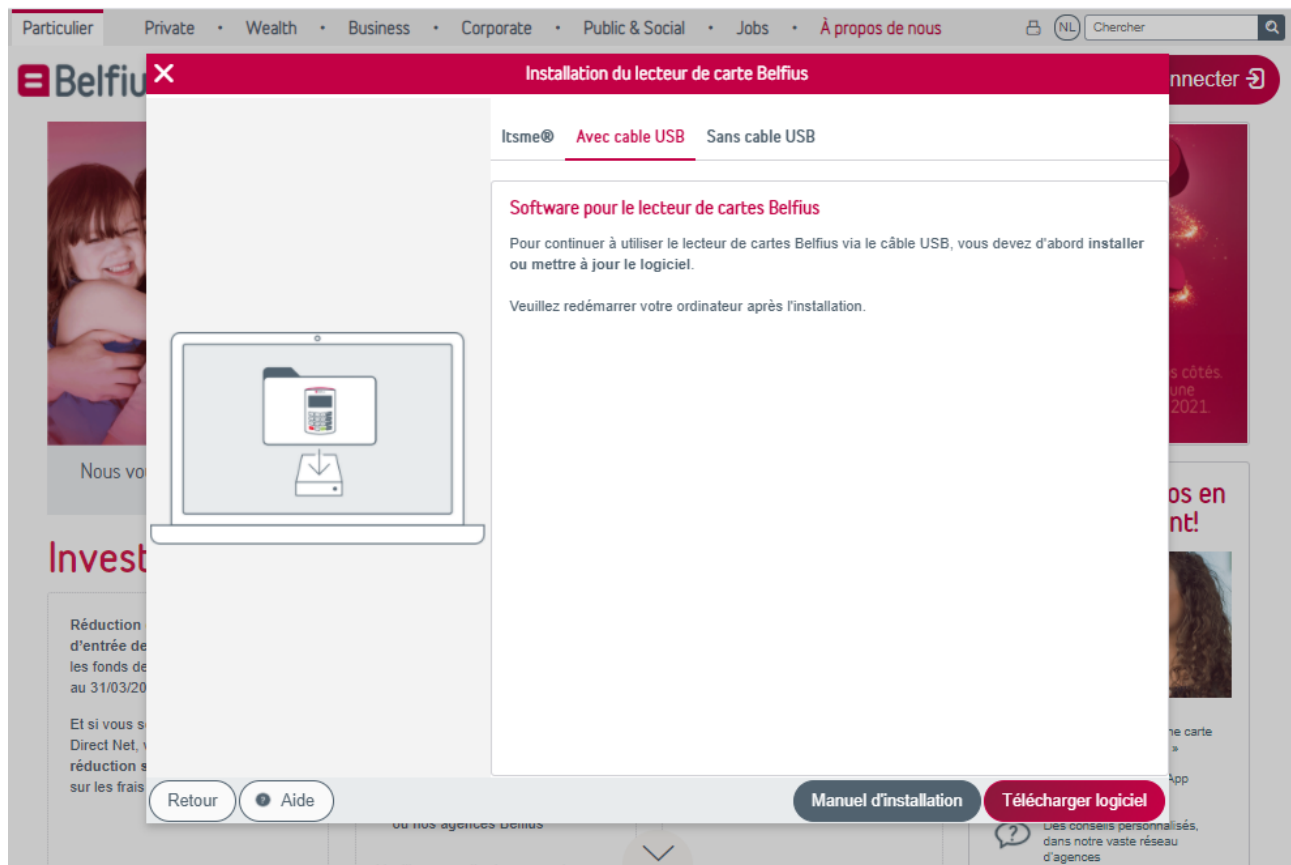 Particulier Private • Wealth • Business • Corporate • Public & Social • Jobs • À propos de nous NL Chercher
Belfiu
Installation du lecteur de carte Belfius
nnecter
Itsme® Avec cable USB Sans cable USB
Software pour le lecteur de cartes Belfius
Pour continuer à utiliser le lecteur de cartes Belfius via le câble USB, vous devez d'abord installer
ou mettre à jour le logiciel.
Veuillez redémarrer votre ordinateur après l'installation.
s côtés.
une
2021.
Nous vo
os en
nt!
Invest
Réduction
d'entrée de
les fonds de
au 31/03/20
Et si vous s
Direct Net, v
réduction s
sur les frais
ne carte
»
App
Retour Aide Manuel d'installation Télécharger logiciel
ou nos agences Belfius
Des conseils personnalisés,
dans notre vaste réseau
d'agences